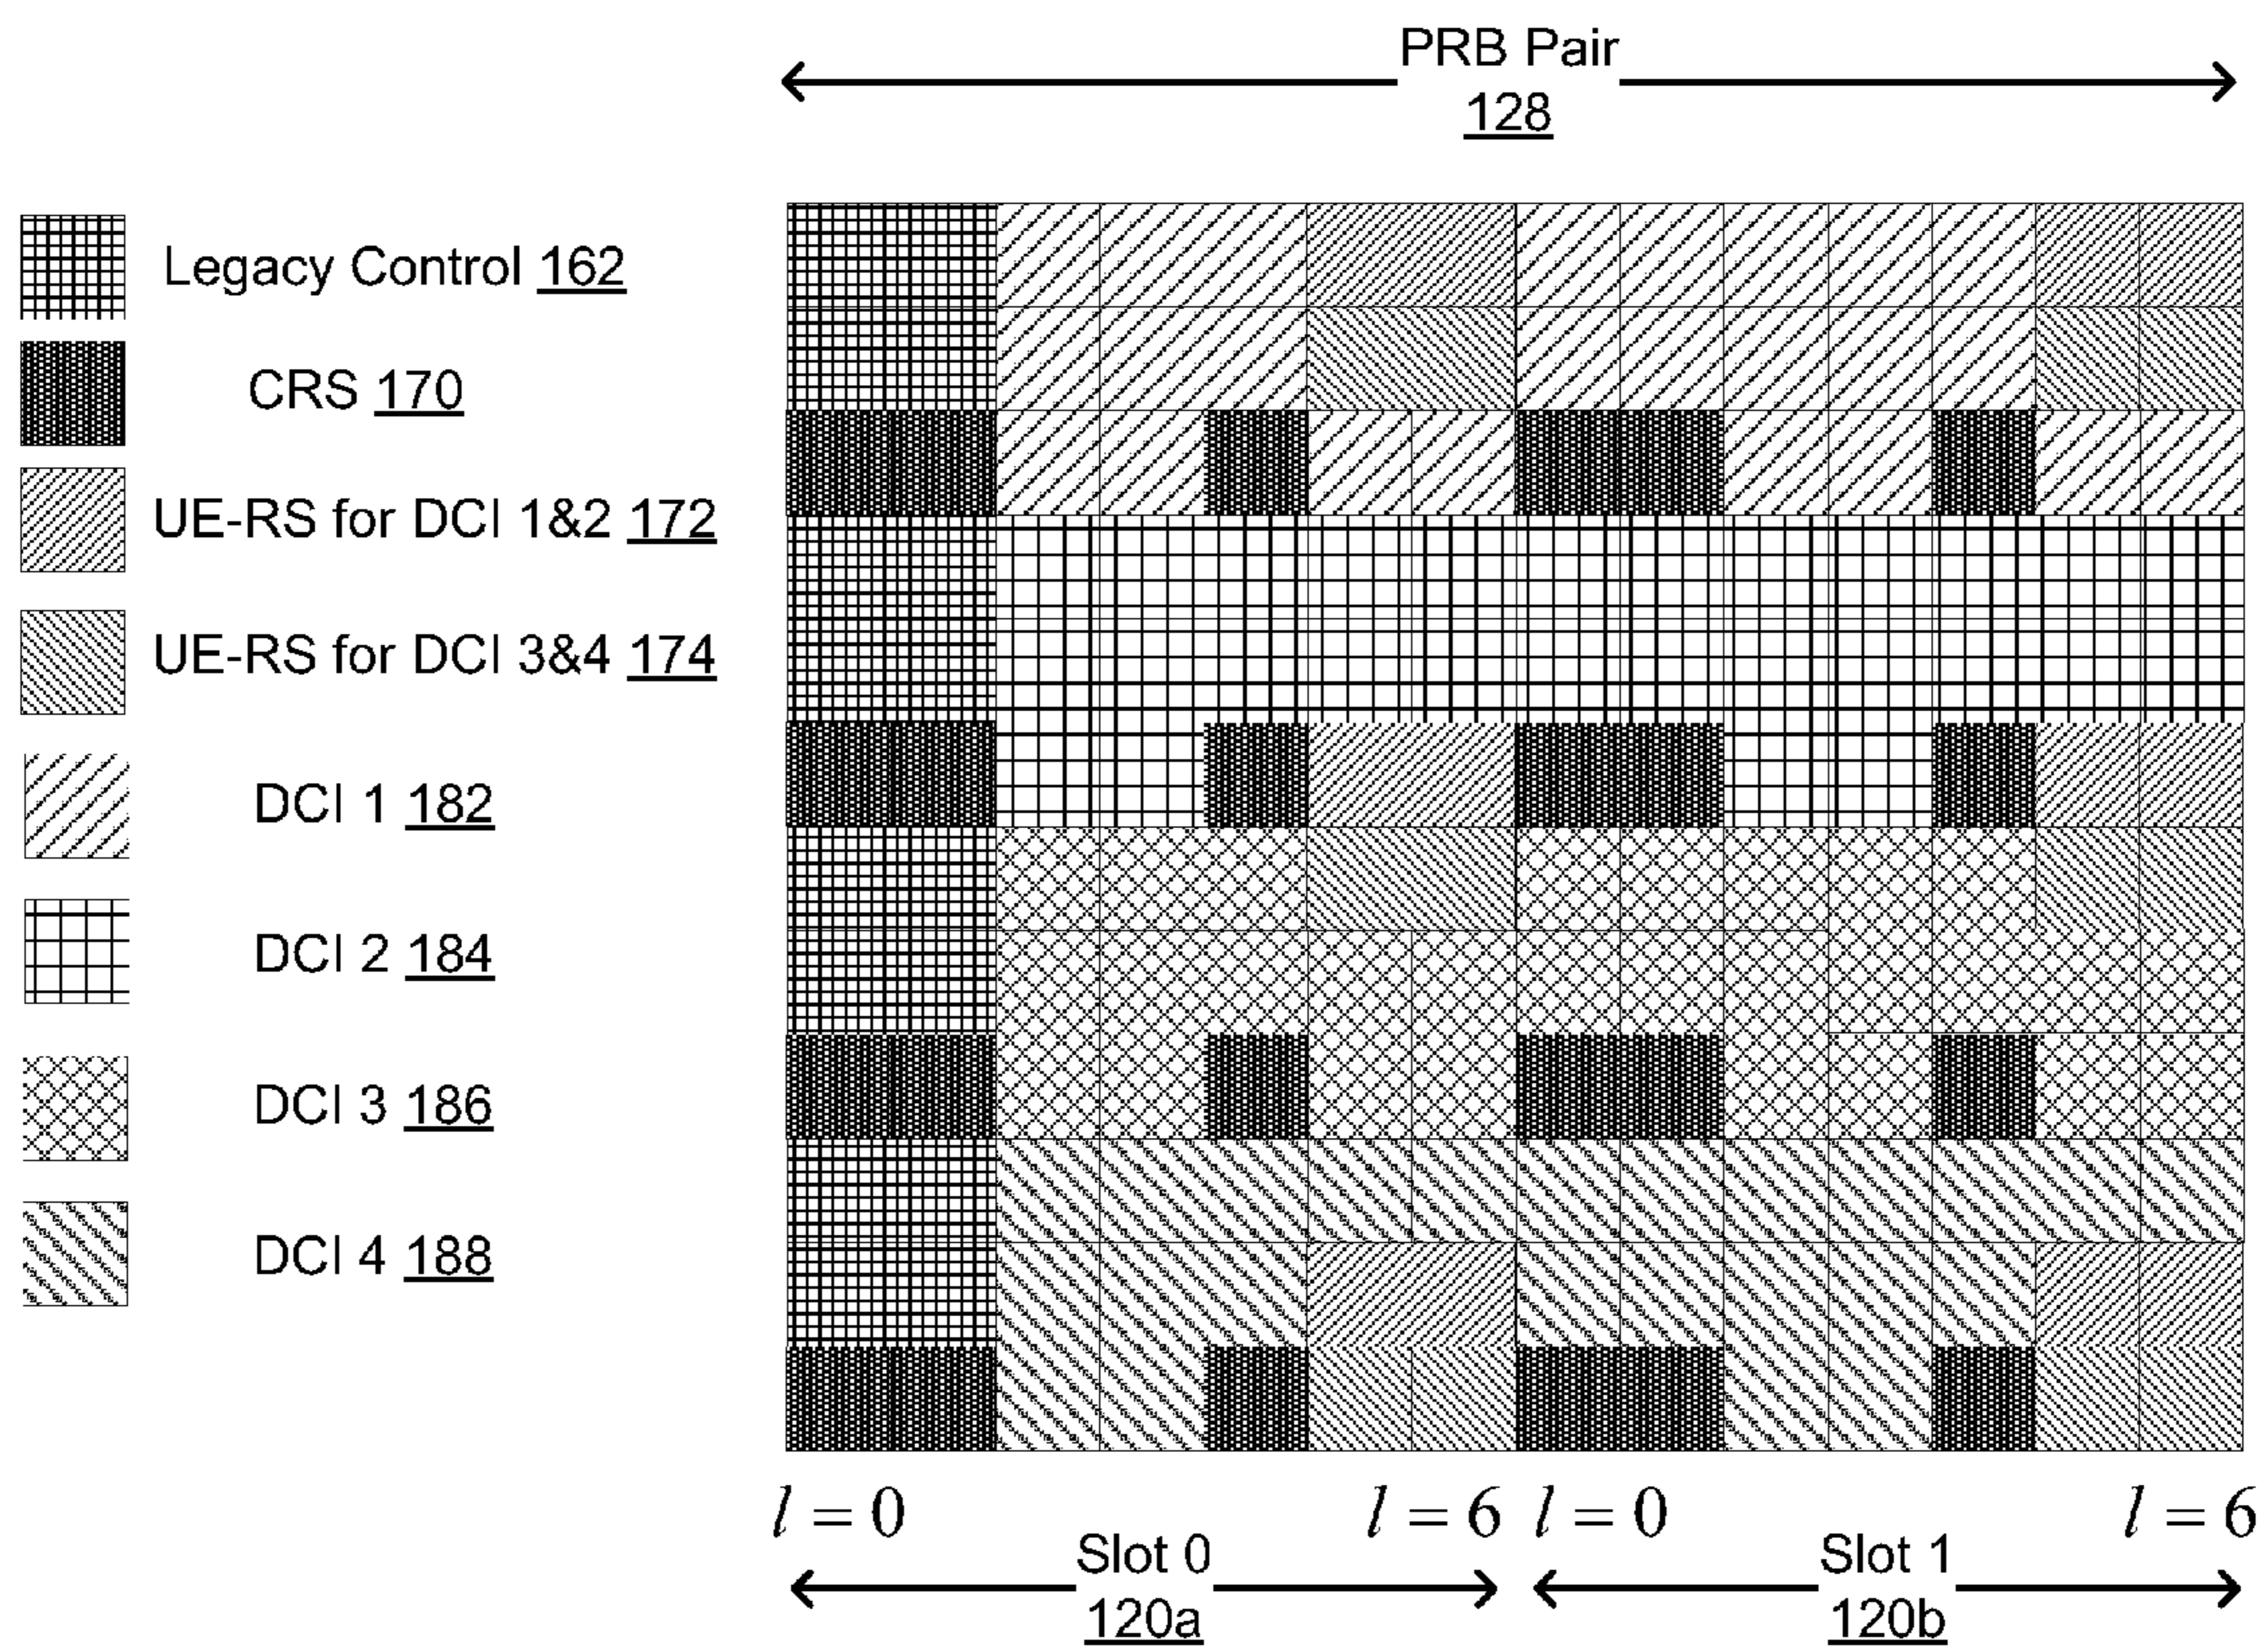 PRB Pair
128
Legacy Control 162
CRS 170
UE-RS for DCI 1&2 172
UE-RS for DCI 3&4 174
DCI 1 182
DCI 2 184
DCI 3 186
DCI 4 188
l = 0 l = 6 l = 0 l = 6
Slot 0 Slot 1
120a 120b